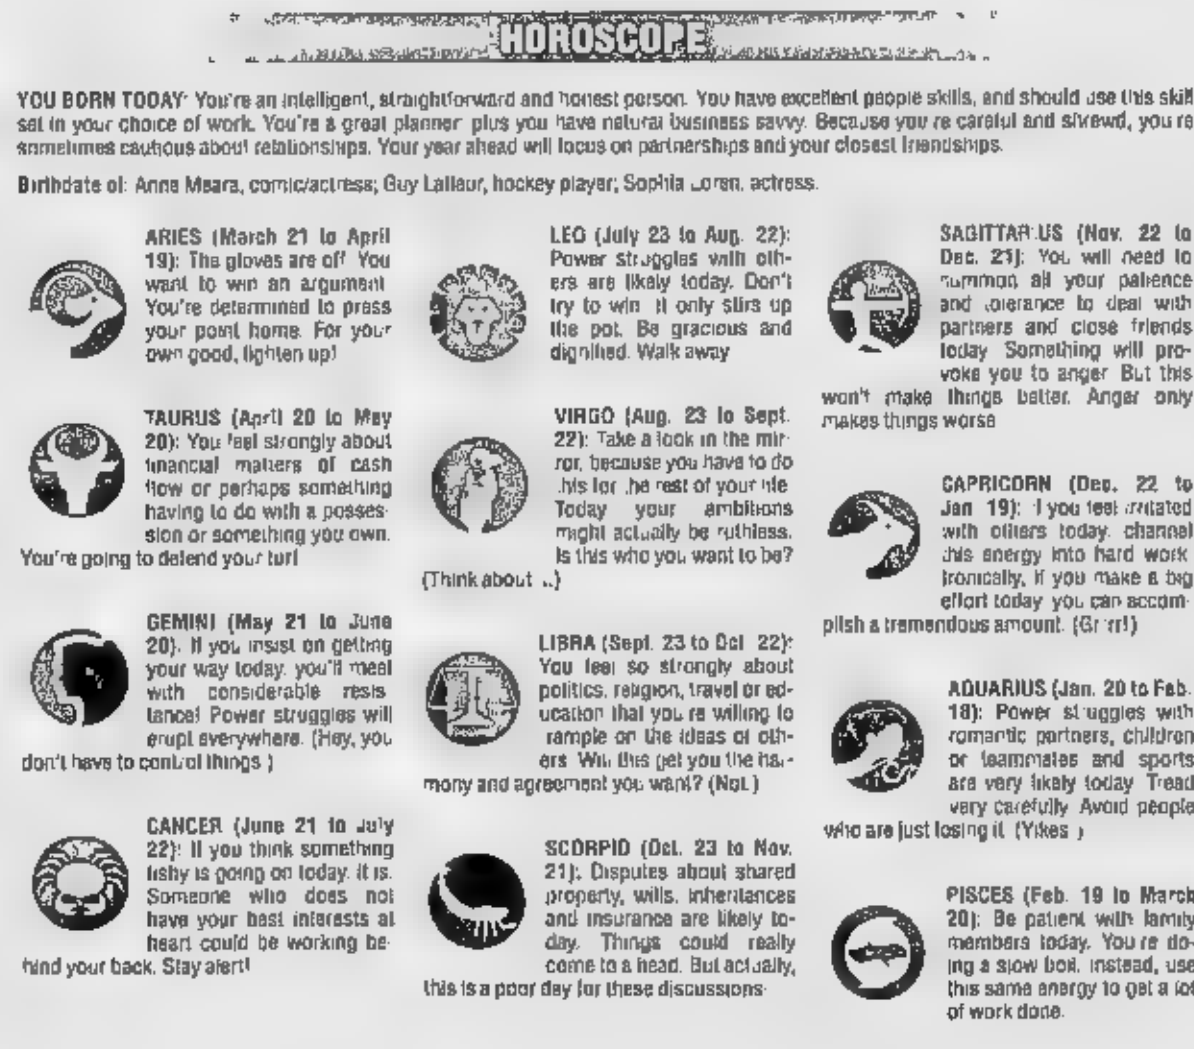 HOROSCOPE
YOU BORN TODAY: You're an intelligent, straightforward and honest person. You have excellent people skills, and should use this skill
set in your choice of work. You're a great planner plus you have natural business savvy. Because you're careful and shrewd, you're
sometimes cautious about relationships. Your year ahead will focus on partnerships and your closest friendships.
Birthdate of: Anne Meara, comic/actress; Guy Lafleur, hockey player; Sophia Loren, actress.
ARIES (March 21 to April
19): The gloves are off. You
want to win an argument.
You're determined to press
your point home. For your
own good, lighten up!
TAURUS (April 20 to May
20): You feel strongly about
financial matters of cash
flow or perhaps something
having to do with a posses-
sion or something you own.
You're going to defend your turf.
GEMINI (May 21 to June
20). If you insist on getting
your way today, you'll meet
with considerable resis-
tance! Power struggles will
erupt everywhere. (Hey, you
don't have to control things.)
CANCER (June 21 to July
22): If you think something
fishy is going on today, it is.
Someone who does not
have your best interests at
heart could be working be-
hind your back. Stay alert!
LEO (July 23 to Aug. 22):
Power struggles with oth-
ers are likely today. Don't
try to win. It only stirs up
the pot. Be gracious and
dignified. Walk away.
VIRGO (Aug. 23 to Sept.
22): Take a look in the mir-
ror, because you have to do
this for the rest of your life.
Today your ambitions
might actually be ruthless.
Is this who you want to be?
(Think about ...)
LIBRA (Sept. 23 to Oct. 22):
You feel so strongly about
politics, religion, travel or ed-
ucation that you're willing to
trample on the ideas of oth-
ers. Will this get you the har-
mony and agreement you want? (Not.)
SCORPIO (Oct. 23 to Nov.
21): Disputes about shared
property, wills, inheritances
and insurance are likely to-
day. Things could really
come to a head. But actually,
this is a poor day for these discussions.
SAGITTARIUS (Nov. 22 to
Dec. 21): You will need to
summon all your patience
and tolerance to deal with
partners and close friends
today. Something will pro-
voke you to anger. But this
won't make things better. Anger only
makes things worse.
CAPRICORN (Dec. 22 to
Jan. 19): If you feel irritated
with others today, channel
this energy into hard work.
Ironically, if you make a big
effort today you can accom-
plish a tremendous amount. (Grrrr!)
AQUARIUS (Jan. 20 to Feb.
18): Power struggles with
romantic partners, children
or teammates and sports
are very likely today. Tread
very carefully. Avoid people
who are just losing it. (Yikes.)
PISCES (Feb. 19 to March
20): Be patient with family
members today. You're do-
ing a slow boil. Instead, use
this same energy to get a lot
of work done.